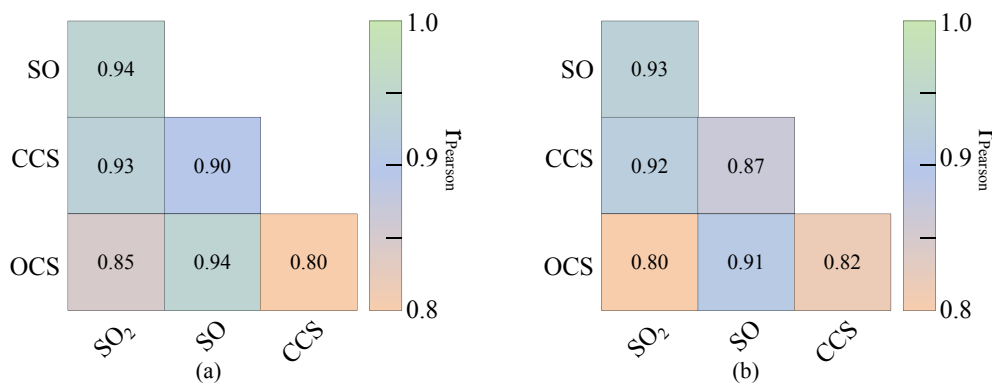 SO 0.94
CCS 0.93 0.90
OCS 0.85 0.94 0.80
SO₂ SO CCS
1.0
0.9
0.8
r_Pearson
(a)
SO 0.93
CCS 0.92 0.87
OCS 0.80 0.91 0.82
SO₂ SO CCS
1.0
0.9
0.8
r_Pearson
(b)